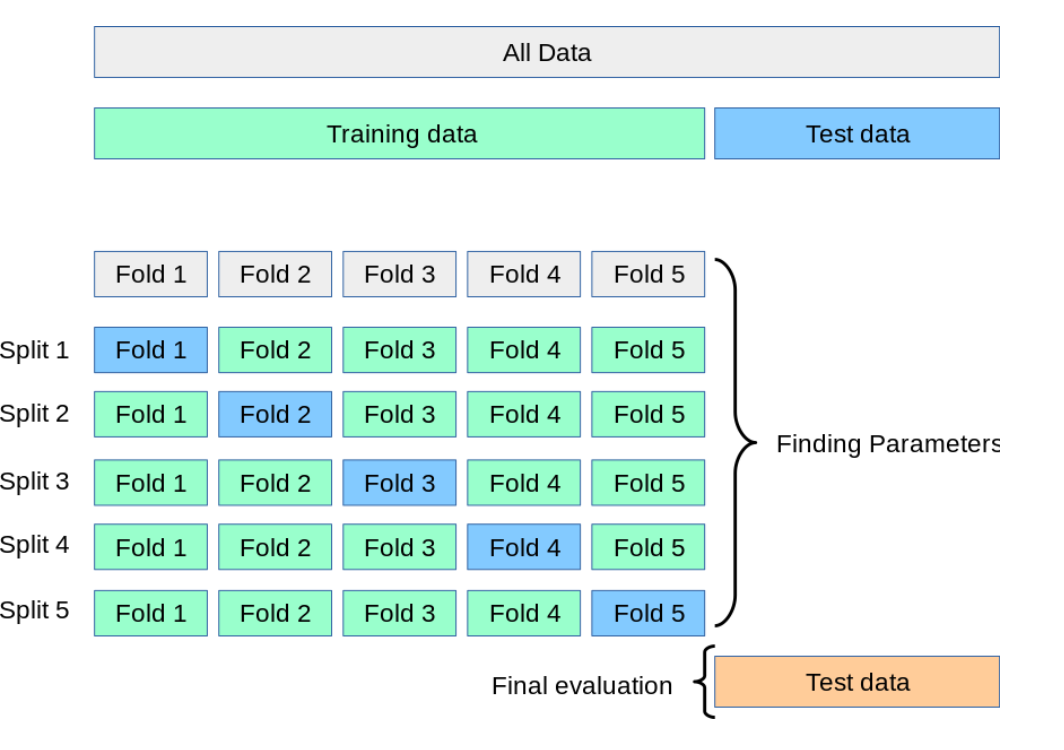 All Data
Training data Test data
Fold 1 Fold 2 Fold 3 Fold 4 Fold 5
Split 1 Fold 1 Fold 2 Fold 3 Fold 4 Fold 5
Split 2 Fold 1 Fold 2 Fold 3 Fold 4 Fold 5
Finding Parameters
Split 3 Fold 1 Fold 2 Fold 3 Fold 4 Fold 5
Split 4 Fold 1 Fold 2 Fold 3 Fold 4 Fold 5
Split 5 Fold 1 Fold 2 Fold 3 Fold 4 Fold 5
Final evaluation Test data